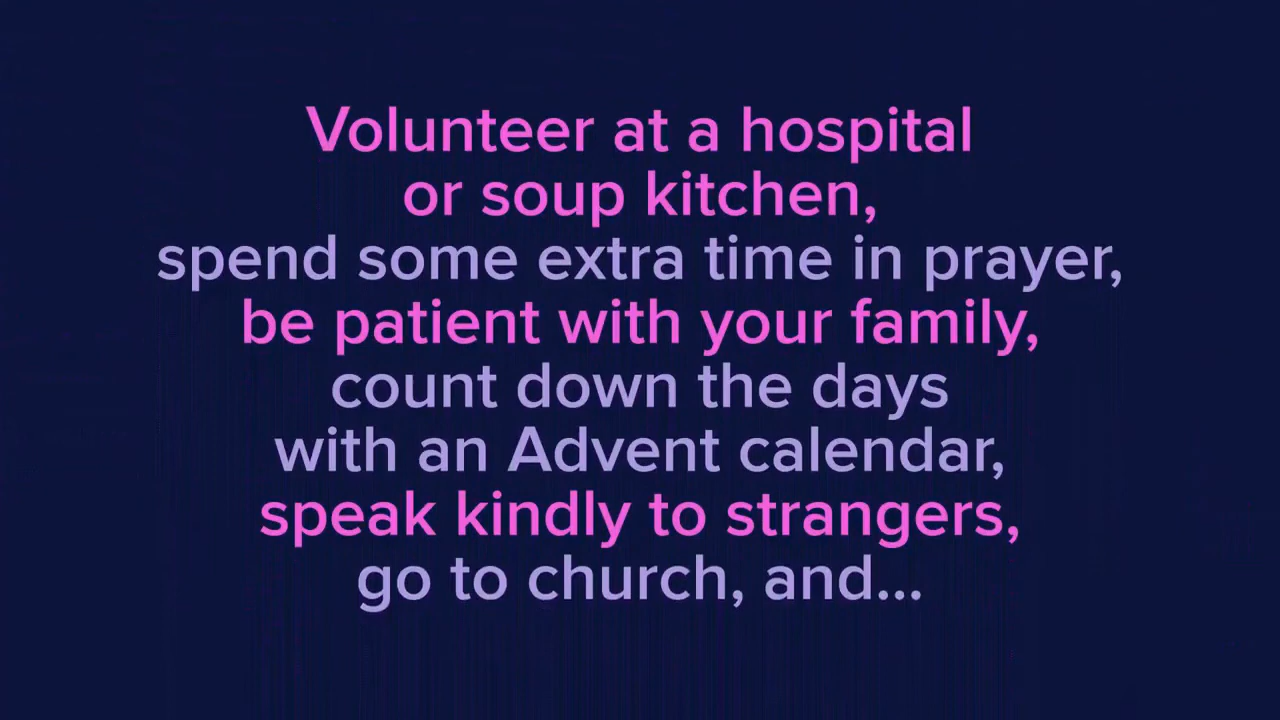 Volunteer at a hospital
or soup kitchen,
spend some extra time in prayer,
be patient with your family,
count down the days
with an Advent calendar,
speak kindly to strangers,
go to church, and...